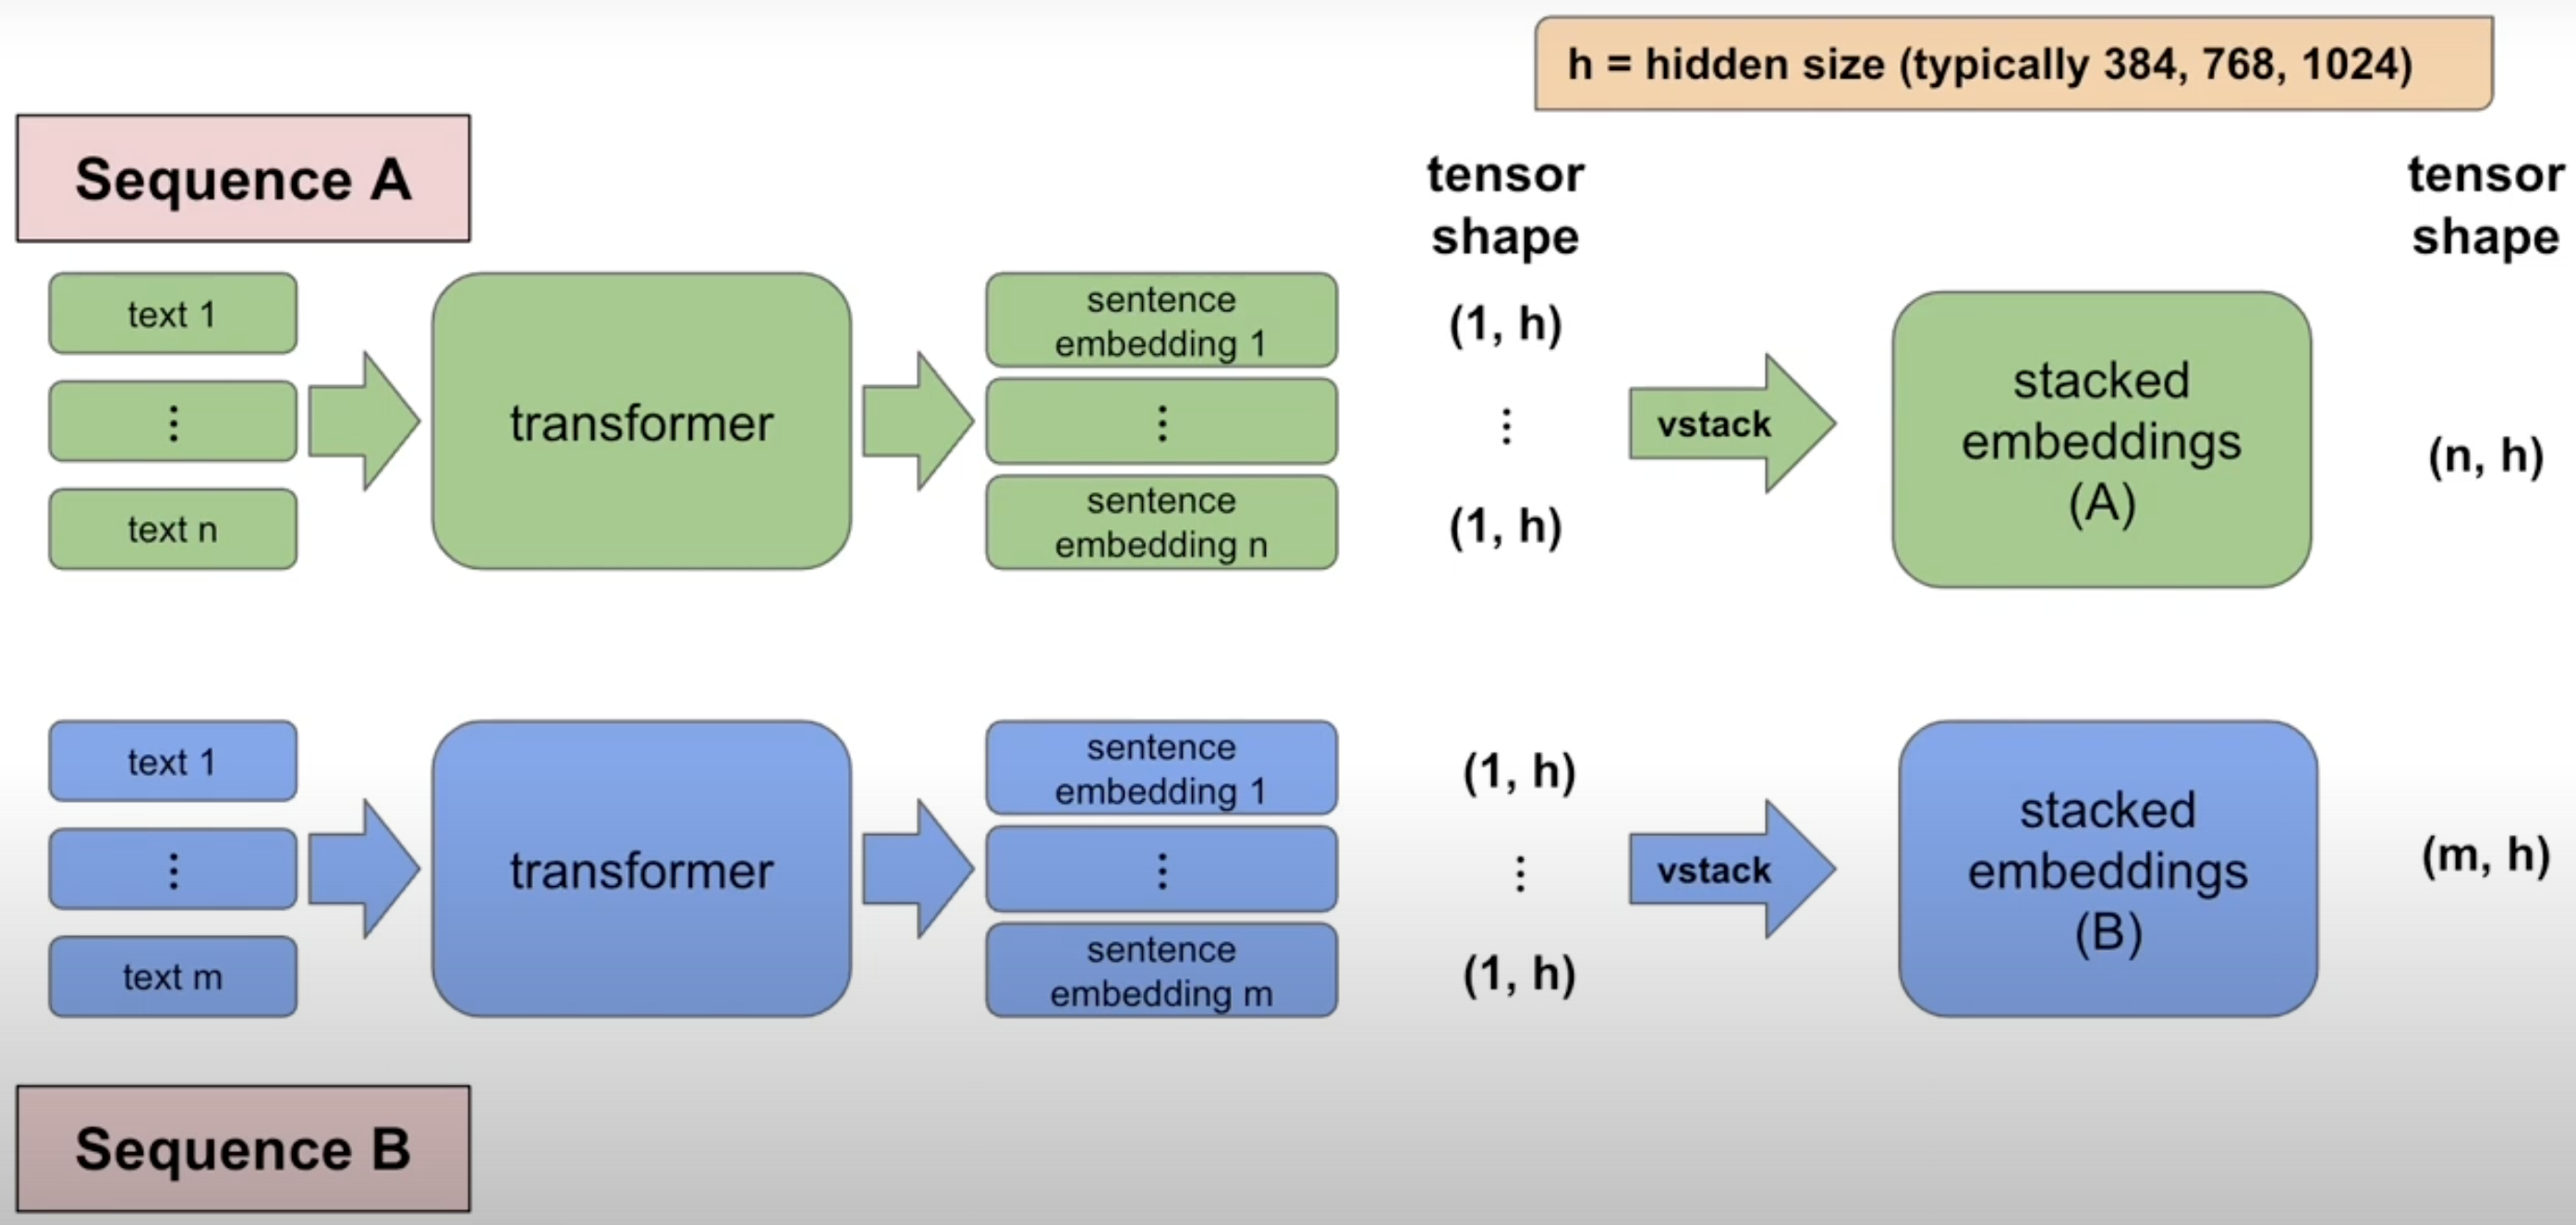 h = hidden size (typically 384, 768, 1024)
Sequence A
tensor
shape
tensor
shape
text 1
⋮
text n
transformer
sentence
embedding 1
⋮
sentence
embedding n
(1, h)
⋮
(1, h)
vstack
stacked
embeddings
(A)
(n, h)
text 1
⋮
text m
transformer
sentence
embedding 1
⋮
sentence
embedding m
(1, h)
⋮
(1, h)
vstack
stacked
embeddings
(B)
(m, h)
Sequence B